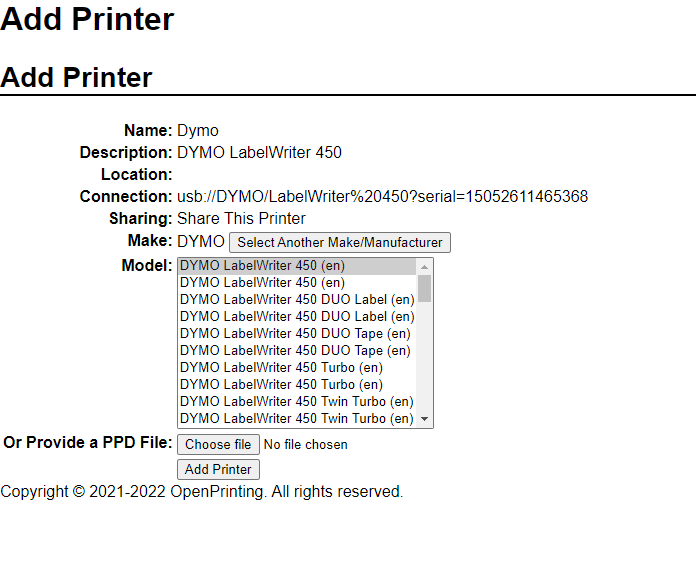 Add Printer
Add Printer
Name: Dymo
Description: DYMO LabelWriter 450
Location:
Connection: usb://DYMO/LabelWriter%20450?serial=15052611465368
Sharing: Share This Printer
Make: DYMO Select Another Make/Manufacturer
Model: DYMO LabelWriter 450 (en)
DYMO LabelWriter 450 (en)
DYMO LabelWriter 450 DUO Label (en)
DYMO LabelWriter 450 DUO Label (en)
DYMO LabelWriter 450 DUO Tape (en)
DYMO LabelWriter 450 DUO Tape (en)
DYMO LabelWriter 450 Turbo (en)
DYMO LabelWriter 450 Turbo (en)
DYMO LabelWriter 450 Twin Turbo (en)
DYMO LabelWriter 450 Twin Turbo (en)
Or Provide a PPD File: Choose file No file chosen
Add Printer
Copyright © 2021-2022 OpenPrinting. All rights reserved.